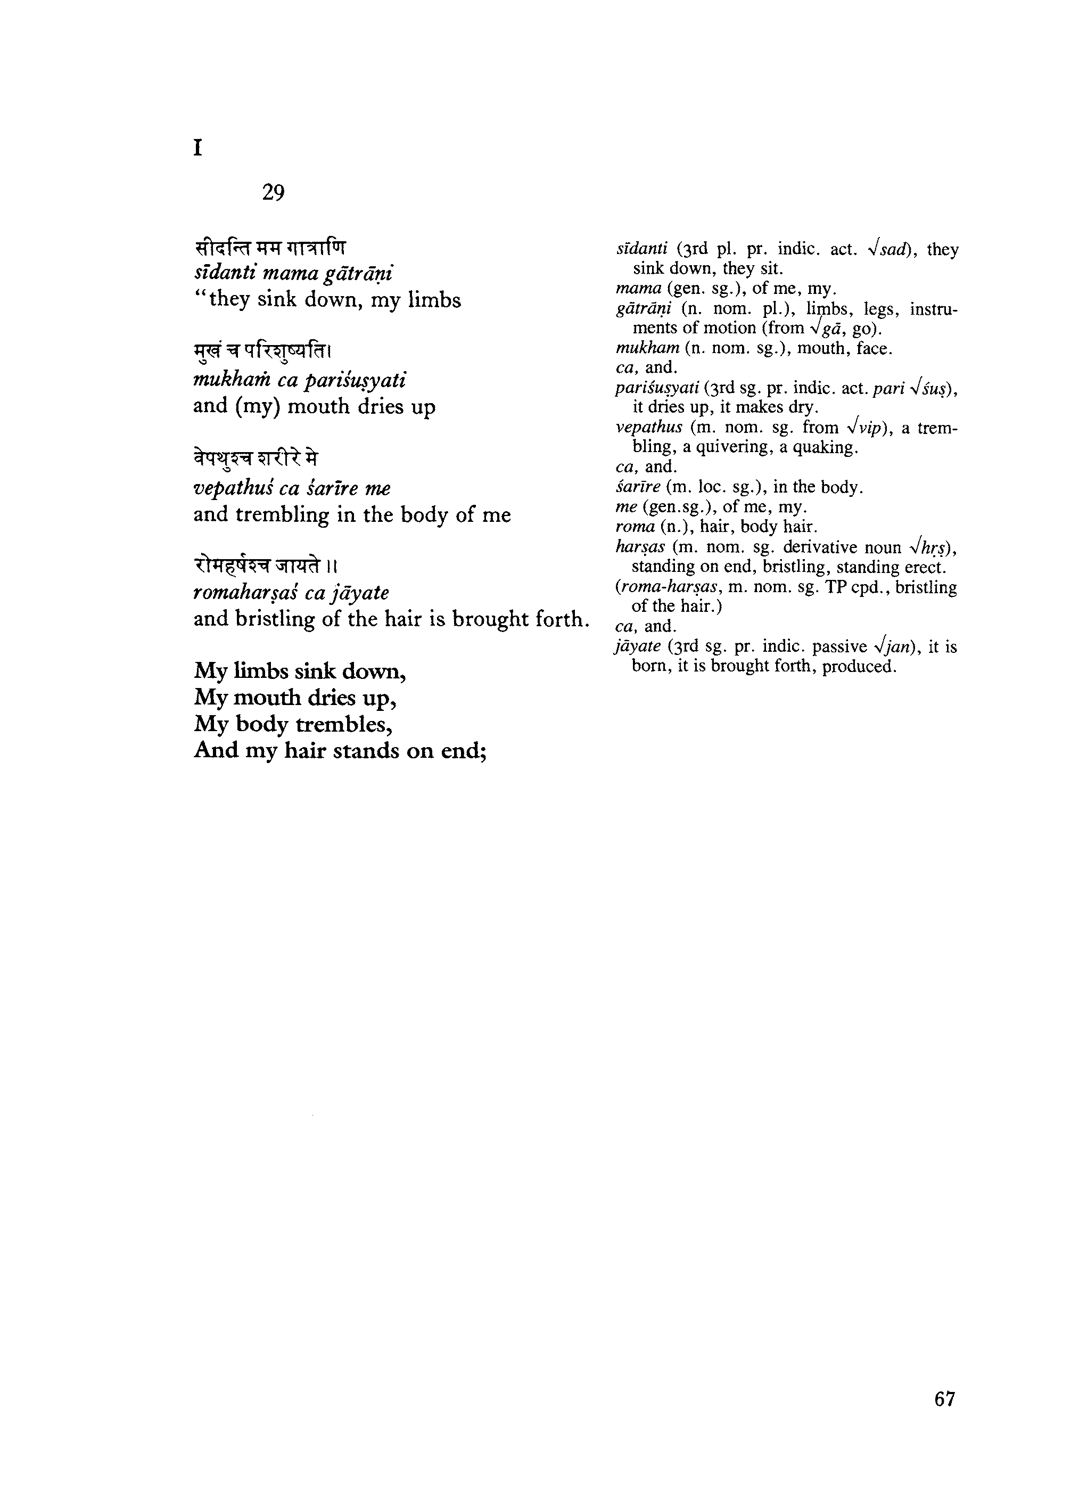 I
29
सीदन्ति मम गात्राणि
sīdanti mama gātrāṇi
“they sink down, my limbs
मुखं च परिशुष्यति।
mukhaṁ ca pariśuṣyati
and (my) mouth dries up
वेपथुश्च शरीरे मे
vepathuś ca śarīre me
and trembling in the body of me
रोमहर्षश्च जायते ।।
romaharṣaś ca jāyate
and bristling of the hair is brought forth.
My limbs sink down,
My mouth dries up,
My body trembles,
And my hair stands on end;
sīdanti (3rd pl. pr. indic. act. √sad), they
sink down, they sit.
mama (gen. sg.), of me, my.
gātrāṇi (n. nom. pl.), limbs, legs, instru-
ments of motion (from √gā, go).
mukham (n. nom. sg.), mouth, face.
ca, and.
pariśuṣyati (3rd sg. pr. indic. act. pari √śuṣ),
it dries up, it makes dry.
vepathus (m. nom. sg. from √vip), a trem-
bling, a quivering, a quaking.
ca, and.
śarīre (m. loc. sg.), in the body.
me (gen.sg.), of me, my.
roma (n.), hair, body hair.
harṣas (m. nom. sg. derivative noun √hṛṣ),
standing on end, bristling, standing erect.
(roma-harṣas, m. nom. sg. TP cpd., bristling
of the hair.)
ca, and.
jāyate (3rd sg. pr. indic. passive √jan), it is
born, it is brought forth, produced.
67